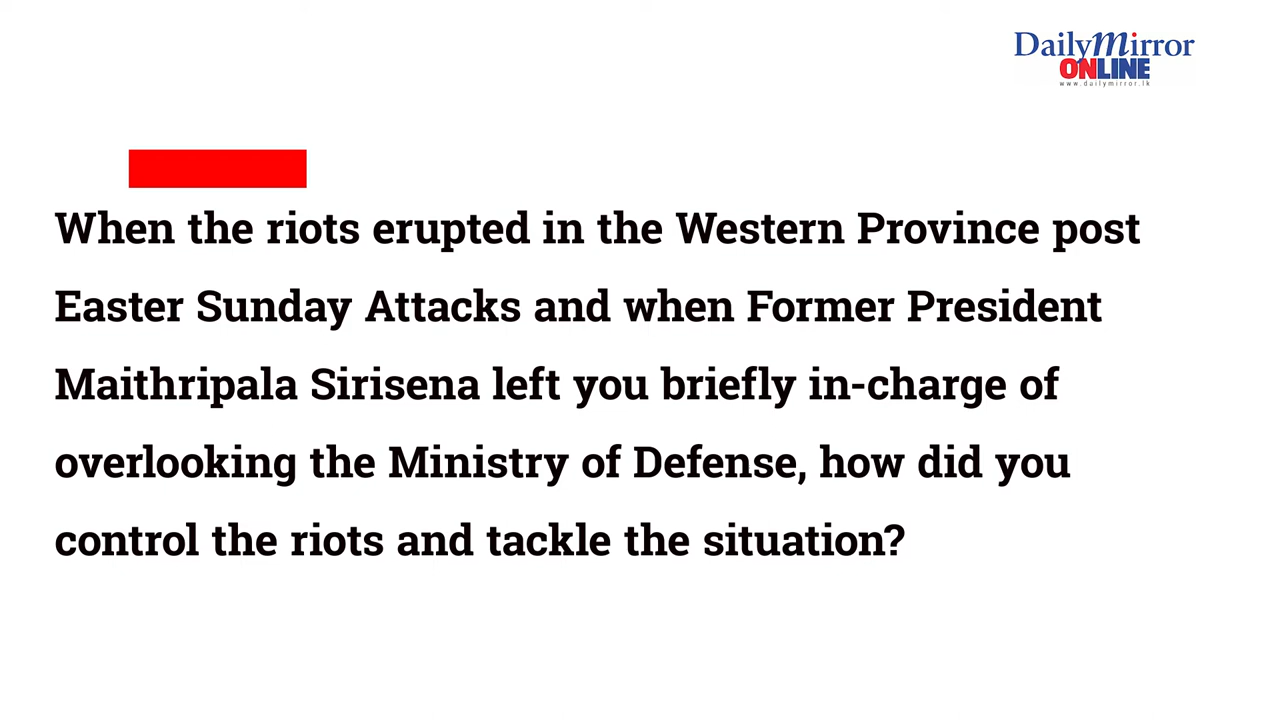 DailyMirror
ONLINE
www.dailymirror.lk
When the riots erupted in the Western Province post
Easter Sunday Attacks and when Former President
Maithripala Sirisena left you briefly in-charge of
overlooking the Ministry of Defense, how did you
control the riots and tackle the situation?